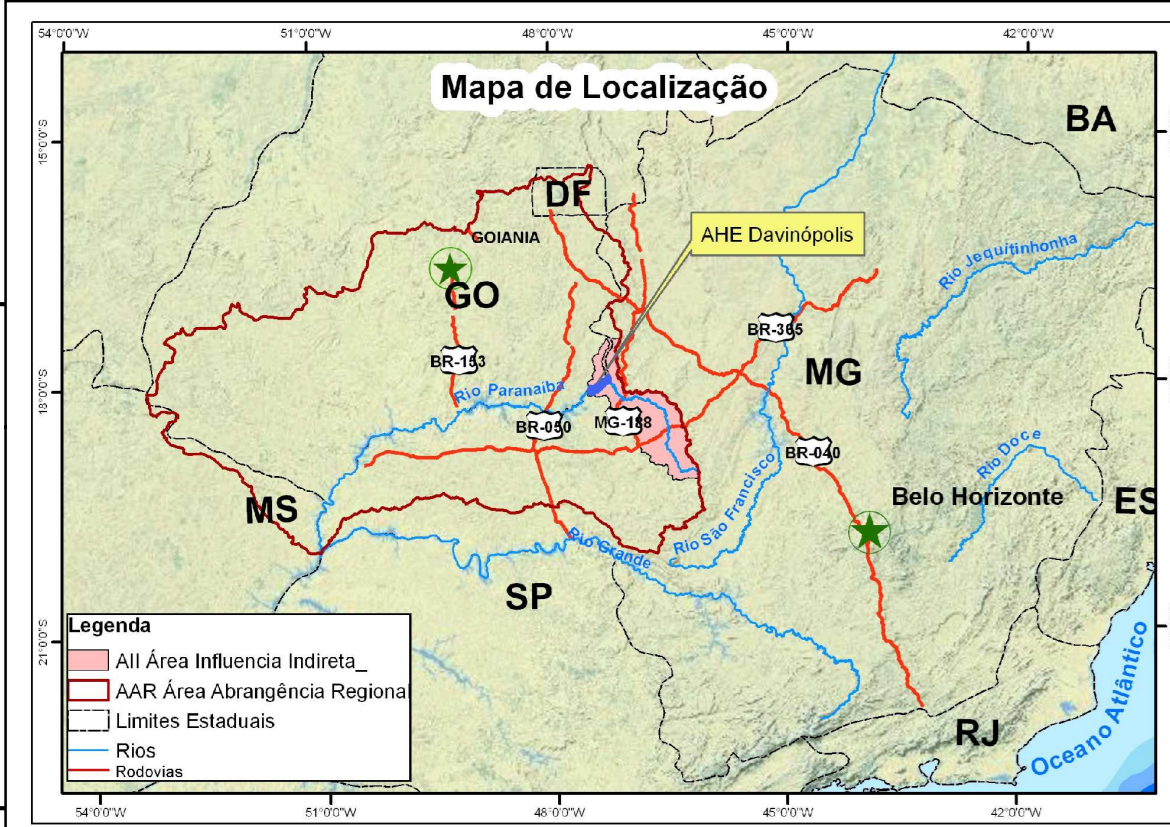 54°0'0"W
51°0'0"W
48°0'0"W
45°0'0"W
42°0'0"W
Mapa de Localização
BA
15°0'0"S
DF
AHE Davinópolis
GOIANIA
Rio Jequitinhonha
GO
BR-365
BR-153
MG
Rio Paranaíba
18°0'0"S
BR-050
MG-188
BR-040
Rio Doce
Belo Horizonte
MS
ES
Rio São Francisco
Rio Grande
SP
Legenda
AII Área Influencia Indireta_
AAR Área Abrangência Regional
Limites Estaduais
Rios
Rodovias
21°0'0"S
RJ
Oceano Atlântico
54°0'0"W
51°0'0"W
48°0'0"W
45°0'0"W
42°0'0"W